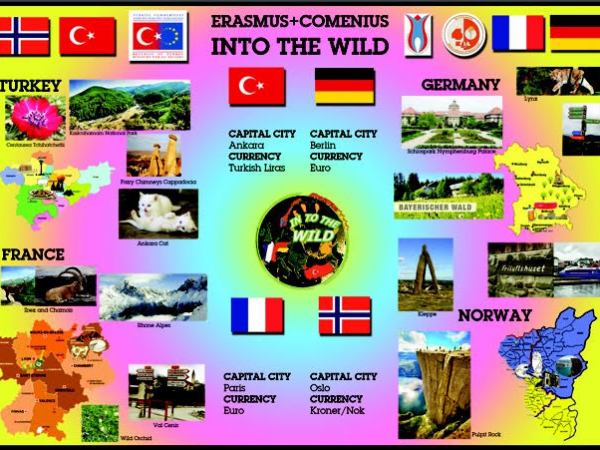 ERASMUS+COMENIUS
INTO THE WILD
TURKEY
Kaskrahamam National Park
Centaurea Tchihatcheffii
Fairy Chimneys Cappadocia
Ankara Cat
CAPITAL CITY
Ankara
CURRENCY
Turkish Liras
CAPITAL CITY
Berlin
CURRENCY
Euro
GERMANY
Lynx
Schlosspark Nymphenburg Palace
BAYERISCHER WALD
IN TO THE
WILD
FRANCE
Ibex and Chamois
Rhone Alpes
Val Cenis
Wild Orchid
CAPITAL CITY
Paris
CURRENCY
Euro
CAPITAL CITY
Oslo
CURRENCY
Kroner/Nok
friluftshuset
Kleppe
NORWAY
Pulpit Rock